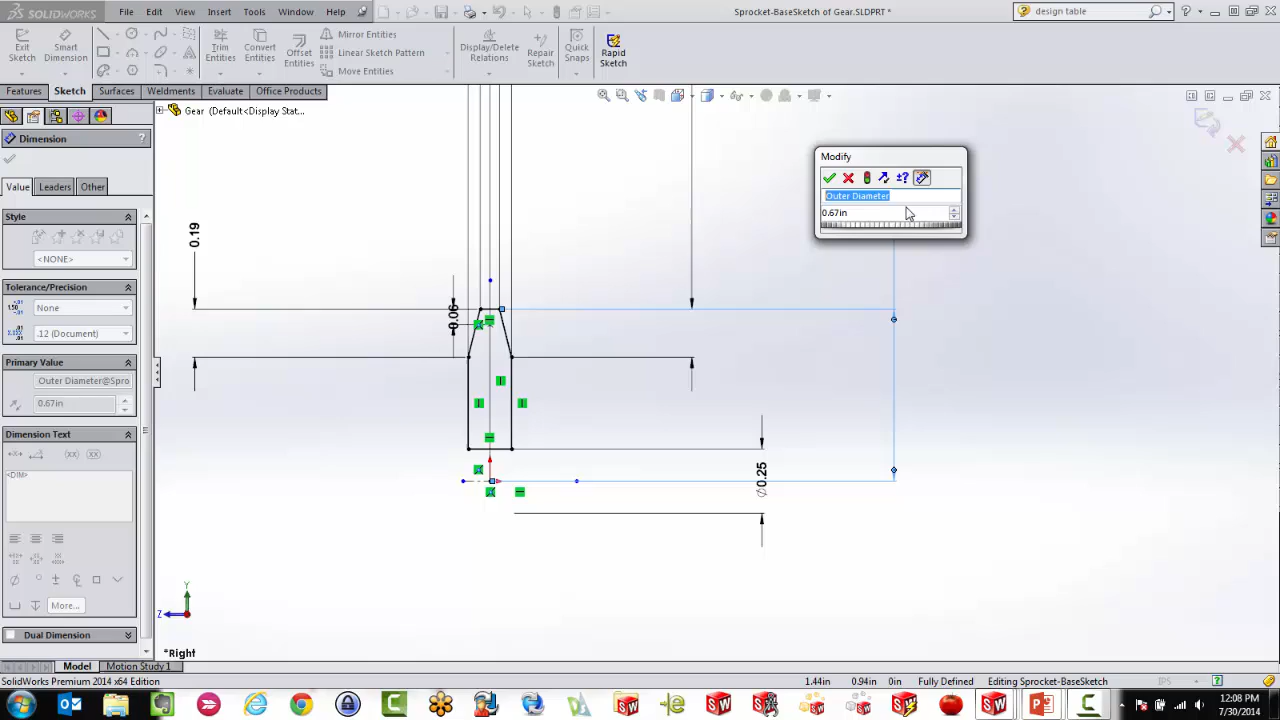 SOLIDWORKS
File Edit View Insert Tools Window Help
Sprocket-BaseSketch of Gear.SLDPRT *
design table
Exit Sketch
Smart Dimension
Trim Entities
Convert Entities
Offset Entities
Mirror Entities
Linear Sketch Pattern
Move Entities
Display/Delete Relations
Repair Sketch
Quick Snaps
Rapid Sketch
Features Sketch Surfaces Weldments Evaluate Office Products
Gear (Default<Display Stat...
Dimension ?
Value Leaders Other
Style
<NONE>
Tolerance/Precision
None
.12 (Document)
Primary Value
Outer Diameter@Spro
0.67in
Dimension Text
<DIM>
More...
Dual Dimension
Modify
Outer Diameter
0.67in
0.19
0.06
∅0.25
Y
Z
*Right
Model Motion Study 1
SolidWorks Premium 2014 x64 Edition
1.44in 0.94in 0in Fully Defined Editing Sprocket-BaseSketch IPS
12:08 PM
7/30/2014